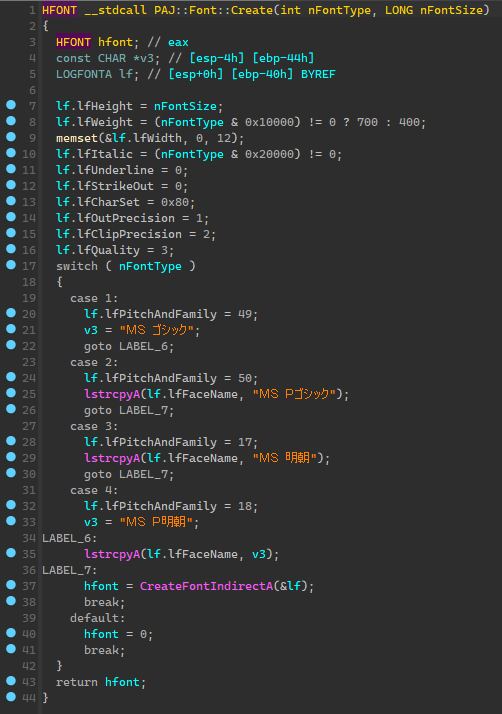 1 HFONT __stdcall PAJ::Font::Create(int nFontType, LONG nFontSize)
2 {
3   HFONT hfont; // eax
4   const CHAR *v3; // [esp-4h] [ebp-44h]
5   LOGFONTA lf; // [esp+0h] [ebp-40h] BYREF
6
7   lf.lfHeight = nFontSize;
8   lf.lfWeight = (nFontType & 0x10000) != 0 ? 700 : 400;
9   memset(&lf.lfWidth, 0, 12);
10   lf.lfItalic = (nFontType & 0x20000) != 0;
11   lf.lfUnderline = 0;
12   lf.lfStrikeOut = 0;
13   lf.lfCharSet = 0x80;
14   lf.lfOutPrecision = 1;
15   lf.lfClipPrecision = 2;
16   lf.lfQuality = 3;
17   switch ( nFontType )
18   {
19     case 1:
20       lf.lfPitchAndFamily = 49;
21       v3 = "MS ゴシック";
22       goto LABEL_6;
23     case 2:
24       lf.lfPitchAndFamily = 50;
25       lstrcpyA(lf.lfFaceName, "MS Pゴシック");
26       goto LABEL_7;
27     case 3:
28       lf.lfPitchAndFamily = 17;
29       lstrcpyA(lf.lfFaceName, "MS 明朝");
30       goto LABEL_7;
31     case 4:
32       lf.lfPitchAndFamily = 18;
33       v3 = "MS P明朝";
34 LABEL_6:
35       lstrcpyA(lf.lfFaceName, v3);
36 LABEL_7:
37       hfont = CreateFontIndirectA(&lf);
38       break;
39     default:
40       hfont = 0;
41       break;
42   }
43   return hfont;
44 }